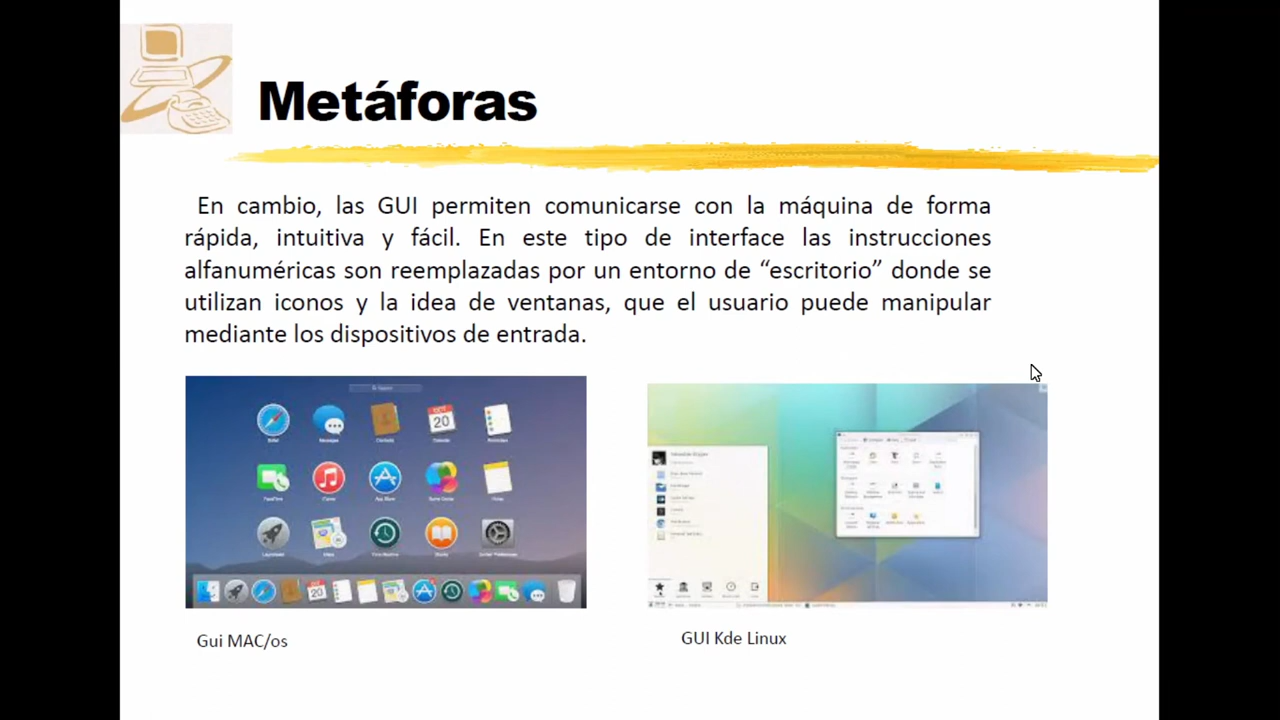 Metáforas
En cambio, las GUI permiten comunicarse con la máquina de forma
rápida, intuitiva y fácil. En este tipo de interface las instrucciones
alfanuméricas son reemplazadas por un entorno de “escritorio” donde se
utilizan iconos y la idea de ventanas, que el usuario puede manipular
mediante los dispositivos de entrada.
OCT
20
Gui MAC/os
GUI Kde Linux